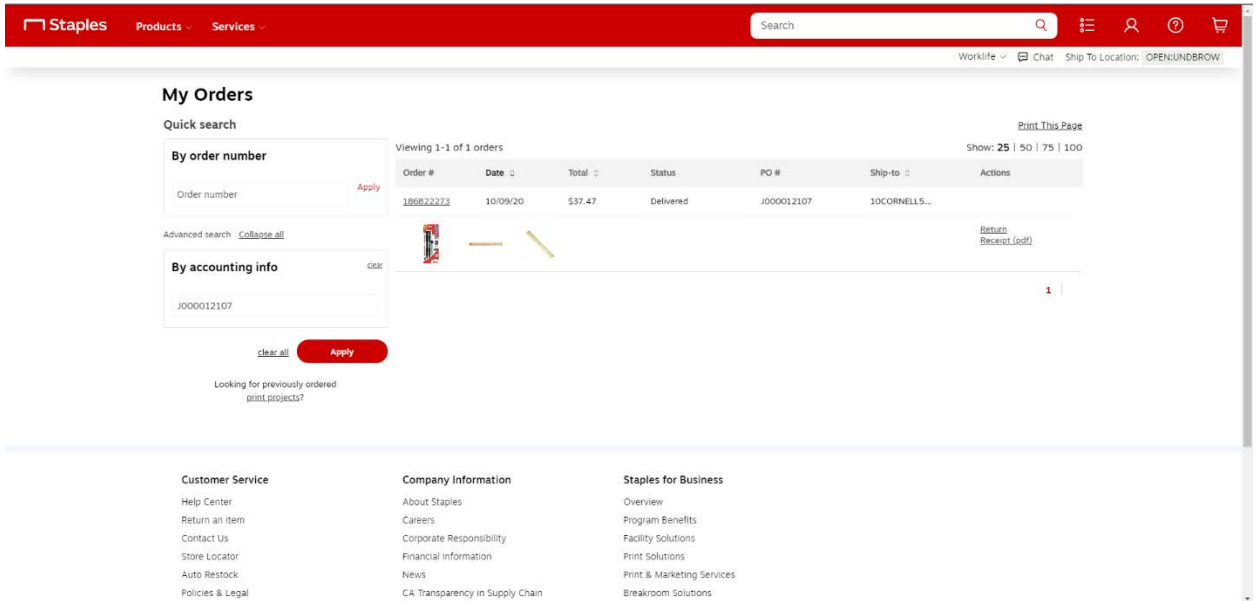 Staples Products Services Search
Worklife Chat Ship To Location: OPEN:UNDBROW
My Orders
Quick search
Print This Page
By order number
Order number
Apply
Advanced search Collapse all
By accounting info clear
J000012107
clear all Apply
Looking for previously ordered
print projects?
Viewing 1-1 of 1 orders Show: 25 | 50 | 75 | 100
Order # Date Total Status PO # Ship-to Actions
186822273 10/09/20 $37.47 Delivered J000012107 10CORNELL5...
Return
Receipt (pdf)
1
Customer Service
Help Center
Return an Item
Contact Us
Store Locator
Auto Restock
Policies & Legal
Company Information
About Staples
Careers
Corporate Responsibility
Financial Information
News
CA Transparency in Supply Chain
Staples for Business
Overview
Program Benefits
Facility Solutions
Print Solutions
Print & Marketing Services
Breakroom Solutions